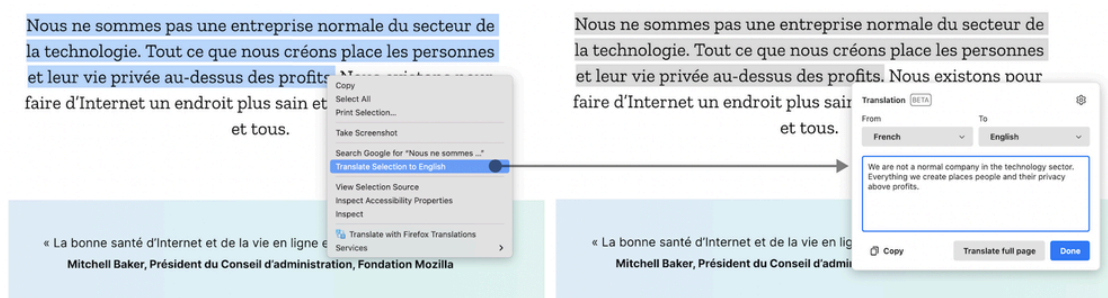 Nous ne sommes pas une entreprise normale du secteur de
la technologie. Tout ce que nous créons place les personnes
et leur vie privée au-dessus des profits.
faire d'Internet un endroit plus sain et
et tous.
Copy
Select All
Print Selection...
Take Screenshot
Search Google for “Nous ne sommes ...”
Translate Selection to English
View Selection Source
Inspect Accessibility Properties
Inspect
Translate with Firefox Translations
Services
« La bonne santé d'Internet et de la vie en ligne
Mitchell Baker, Président du Conseil d'administration, Fondation Mozilla
Nous ne sommes pas une entreprise normale du secteur de
la technologie. Tout ce que nous créons place les personnes
et leur vie privée au-dessus des profits. Nous existons pour
faire d'Internet un endroit plus sain
et tous.
Translation BETA
From To
French English
We are not a normal company in the technology sector.
Everything we create places people and their privacy
above profits.
Copy Translate full page Done
« La bonne santé d'Internet et de la vie en lig
Mitchell Baker, Président du Conseil d'admi